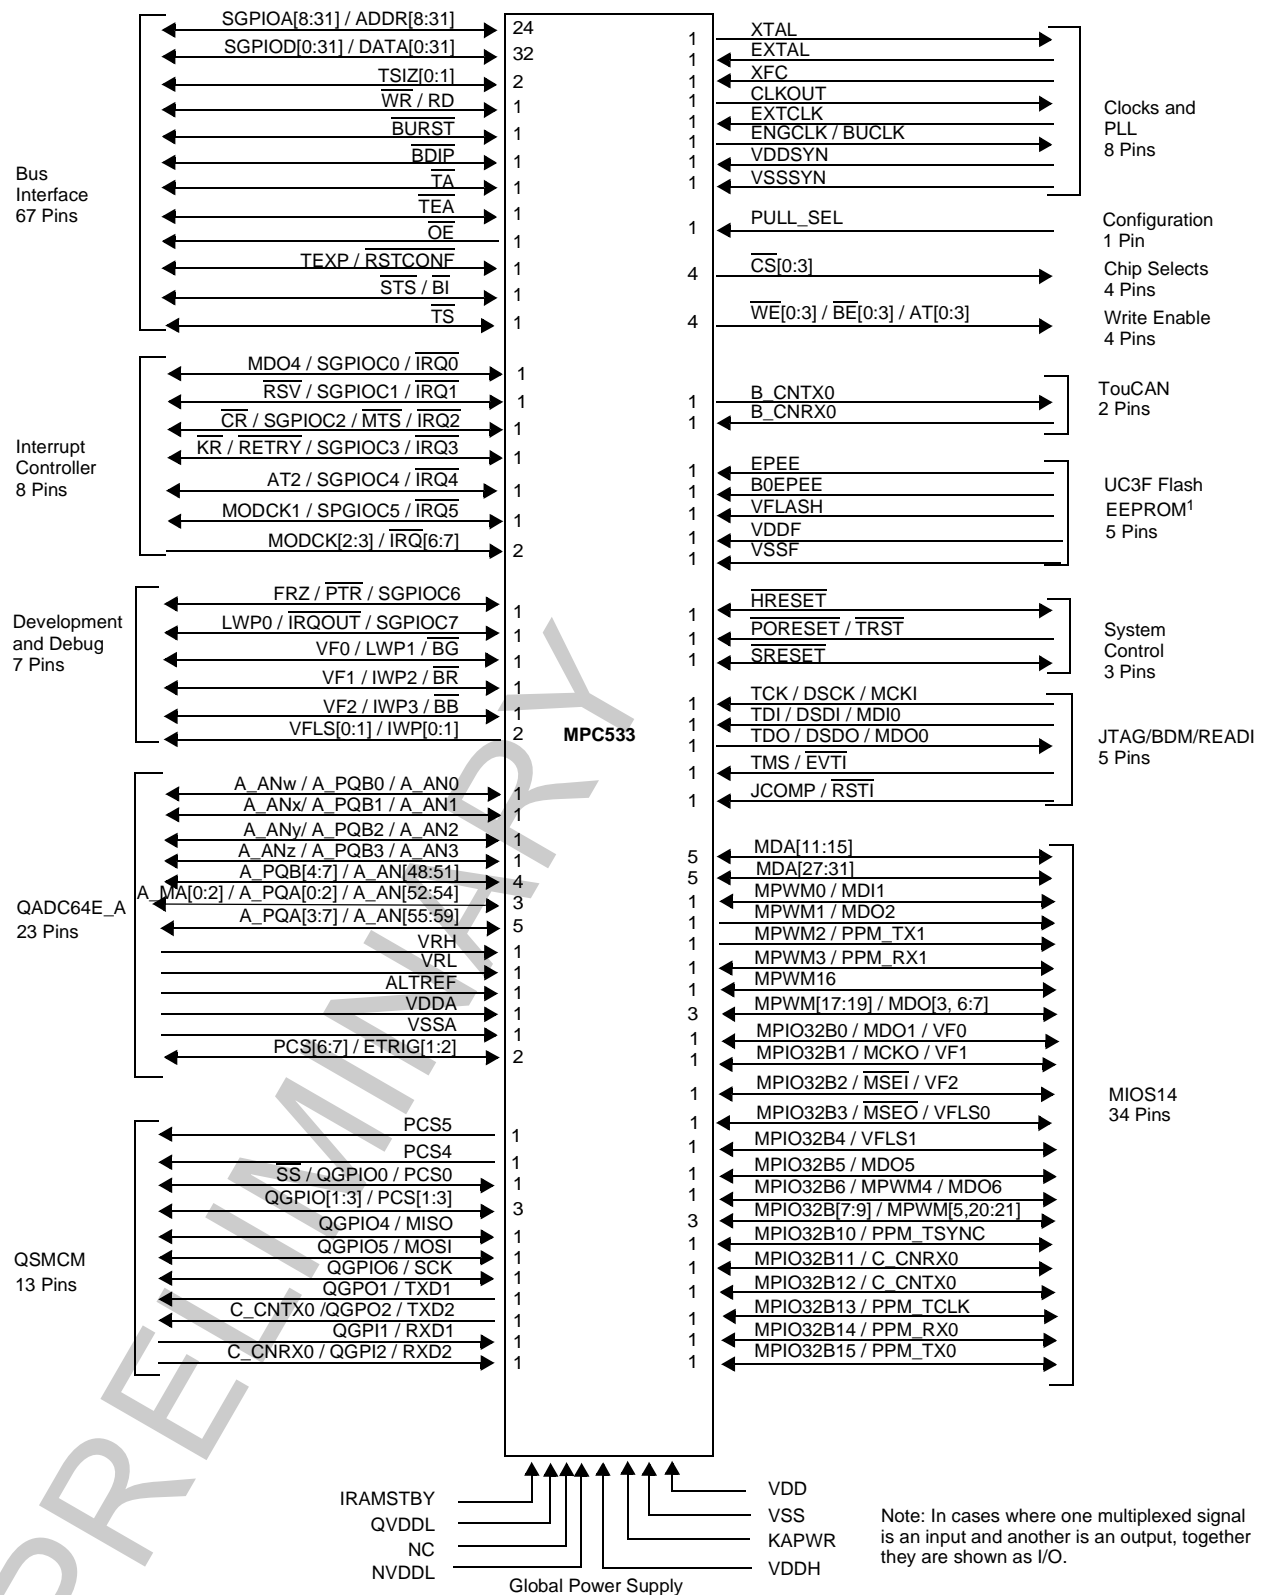 SGPIOA[8:31] / ADDR[8:31]
24
SGPIOD[0:31] / DATA[0:31]
32
TSIZ[0:1]
2
WR / RD
1
BURST
1
BDIP
1
TA
1
TEA
1
OE
1
TEXP / RSTCONF
1
STS / BI
1
TS
1
Bus
Interface
67 Pins
MDO4 / SGPIOC0 / IRQ0
1
RSV / SGPIOC1 / IRQ1
1
CR / SGPIOC2 / MTS / IRQ2
1
KR / RETRY / SGPIOC3 / IRQ3
1
AT2 / SGPIOC4 / IRQ4
1
MODCK1 / SPGIOC5 / IRQ5
1
MODCK[2:3] / IRQ[6:7]
2
Interrupt
Controller
8 Pins
FRZ / PTR / SGPIOC6
1
LWP0 / IRQOUT / SGPIOC7
1
VF0 / LWP1 / BG
1
VF1 / IWP2 / BR
1
VF2 / IWP3 / BB
1
VFLS[0:1] / IWP[0:1]
2
Development
and Debug
7 Pins
A_ANw / A_PQB0 / A_AN0
1
A_ANx/ A_PQB1 / A_AN1
1
A_ANy/ A_PQB2 / A_AN2
1
A_ANz / A_PQB3 / A_AN3
1
A_PQB[4:7] / A_AN[48:51]
4
A_MA[0:2] / A_PQA[0:2] / A_AN[52:54]
3
A_PQA[3:7] / A_AN[55:59]
5
VRH
1
VRL
1
ALTREF
1
VDDA
1
VSSA
1
PCS[6:7] / ETRIG[1:2]
2
QADC64E_A
23 Pins
PCS5
1
PCS4
1
SS / QGPIO0 / PCS0
1
QGPIO[1:3] / PCS[1:3]
3
QGPIO4 / MISO
1
QGPIO5 / MOSI
1
QGPIO6 / SCK
1
QGPO1 / TXD1
1
C_CNTX0 /QGPO2 / TXD2
1
QGPI1 / RXD1
1
C_CNRX0 / QGPI2 / RXD2
1
QSMCM
13 Pins
MPC533
1
XTAL
1
EXTAL
1
XFC
1
CLKOUT
1
EXTCLK
1
ENGCLK / BUCLK
1
VDDSYN
1
VSSSYN
Clocks and
PLL
8 Pins
1
PULL_SEL
Configuration
1 Pin
4
CS[0:3]
Chip Selects
4 Pins
4
WE[0:3] / BE[0:3] / AT[0:3]
Write Enable
4 Pins
1
B_CNTX0
1
B_CNRX0
TouCAN
2 Pins
1
EPEE
1
B0EPEE
1
VFLASH
1
VDDF
1
VSSF
UC3F Flash
EEPROM1
5 Pins
1
HRESET
1
PORESET / TRST
1
SRESET
System
Control
3 Pins
1
TCK / DSCK / MCKI
1
TDI / DSDI / MDI0
1
TDO / DSDO / MDO0
1
TMS / EVTI
1
JCOMP / RSTI
JTAG/BDM/READI
5 Pins
5
MDA[11:15]
5
MDA[27:31]
1
MPWM0 / MDI1
1
MPWM1 / MDO2
1
MPWM2 / PPM_TX1
1
MPWM3 / PPM_RX1
1
MPWM16
3
MPWM[17:19] / MDO[3, 6:7]
1
MPIO32B0 / MDO1 / VF0
1
MPIO32B1 / MCKO / VF1
1
MPIO32B2 / MSEI / VF2
1
MPIO32B3 / MSEO / VFLS0
1
MPIO32B4 / VFLS1
1
MPIO32B5 / MDO5
1
MPIO32B6 / MPWM4 / MDO6
3
MPIO32B[7:9] / MPWM[5,20:21]
1
MPIO32B10 / PPM_TSYNC
1
MPIO32B11 / C_CNRX0
1
MPIO32B12 / C_CNTX0
1
MPIO32B13 / PPM_TCLK
1
MPIO32B14 / PPM_RX0
1
MPIO32B15 / PPM_TX0
MIOS14
34 Pins
IRAMSTBY
QVDDL
NC
NVDDL
VDD
VSS
KAPWR
VDDH
Global Power Supply
Note: In cases where one multiplexed signal
is an input and another is an output, together
they are shown as I/O.
PRELIMINARY